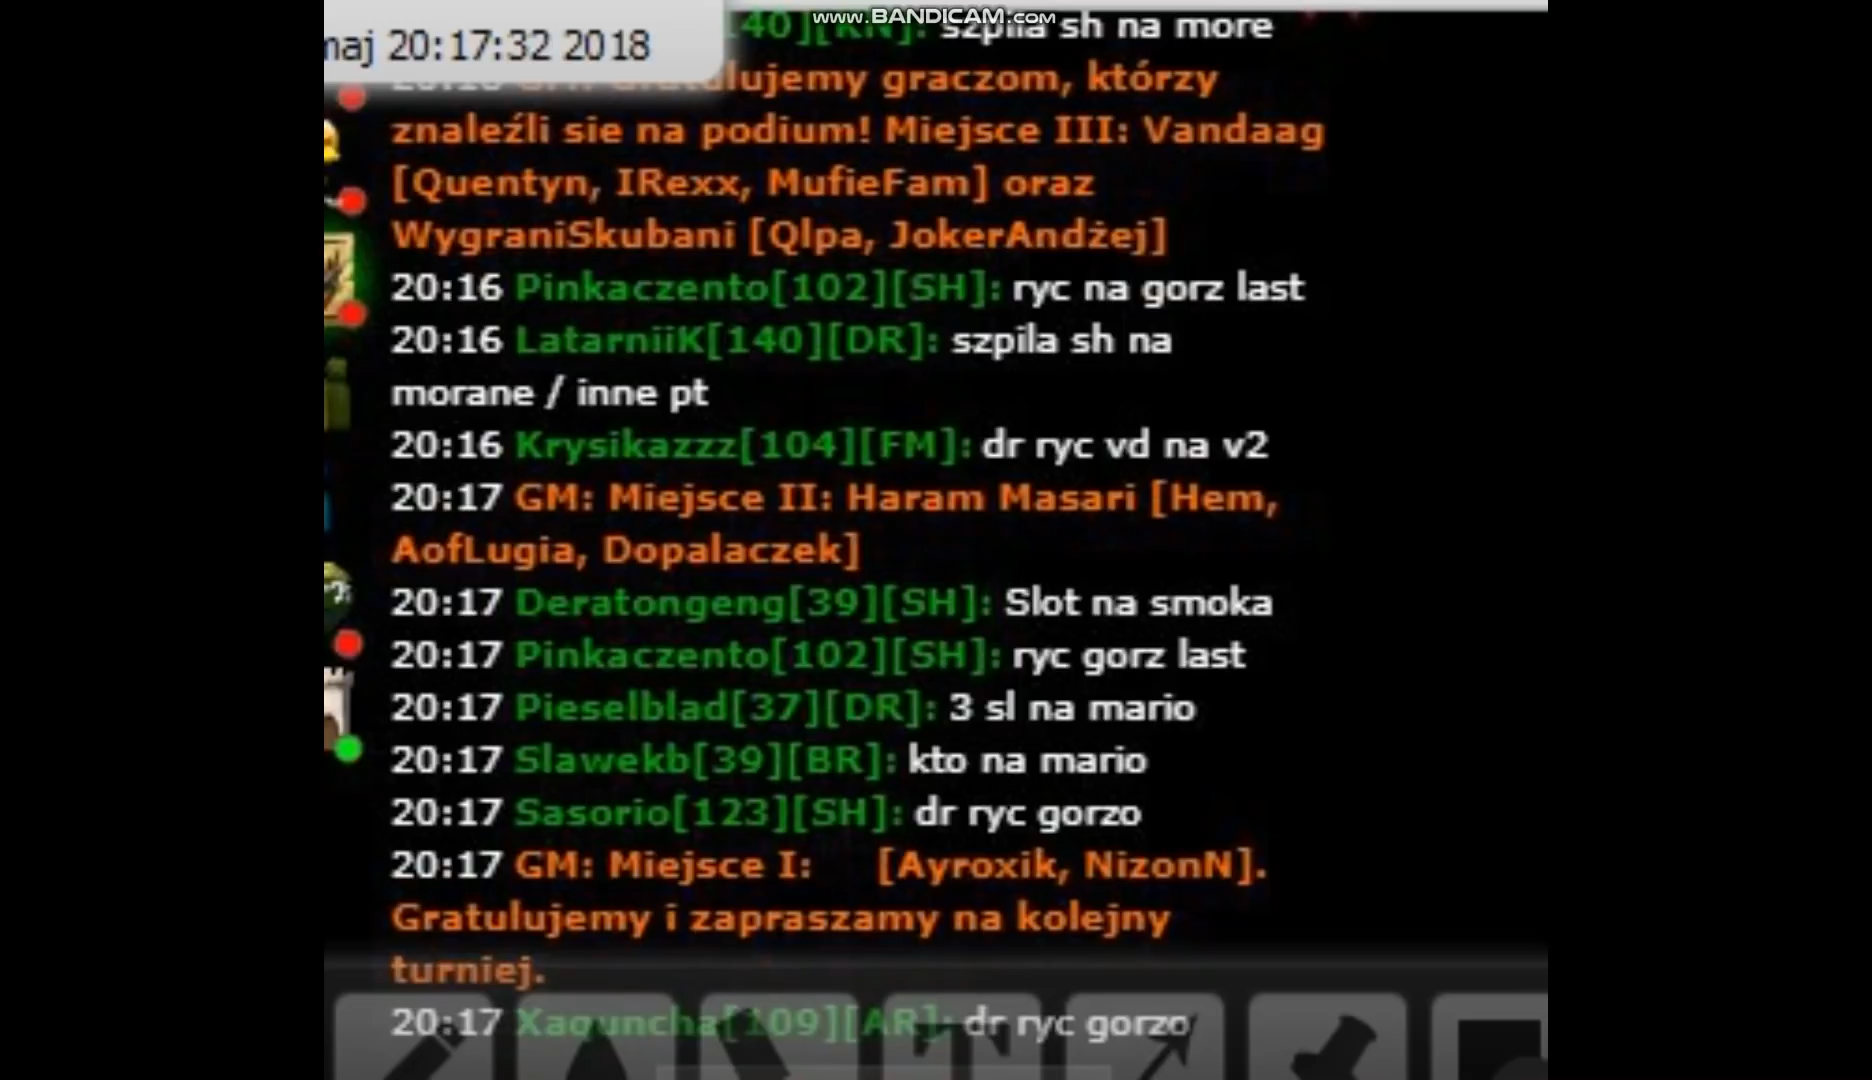 www.BANDICAM.com
maj 20:17:32 2018
140][KN]: szpila sh na more
Gratulujemy graczom, którzy
znaleźli sie na podium! Miejsce III: Vandaag
[Quentyn, IRexx, MufieFam] oraz
WygraniSkubani [Qlpa, JokerAndżej]
20:16 Pinkaczento[102][SH]: ryc na gorz last
20:16 LatarniiK[140][DR]: szpila sh na
morane / inne pt
20:16 Krysikazzz[104][FM]: dr ryc vd na v2
20:17 GM: Miejsce II: Haram Masari [Hem,
AofLugia, Dopalaczek]
20:17 Deratongeng[39][SH]: Slot na smoka
20:17 Pinkaczento[102][SH]: ryc gorz last
20:17 Pieselblad[37][DR]: 3 sl na mario
20:17 Slawekb[39][BR]: kto na mario
20:17 Sasorio[123][SH]: dr ryc gorzo
20:17 GM: Miejsce I: [Ayroxik, NizonN].
Gratulujemy i zapraszamy na kolejny
turniej.
20:17 Xaguncha[109][AR]: dr ryc gorzo